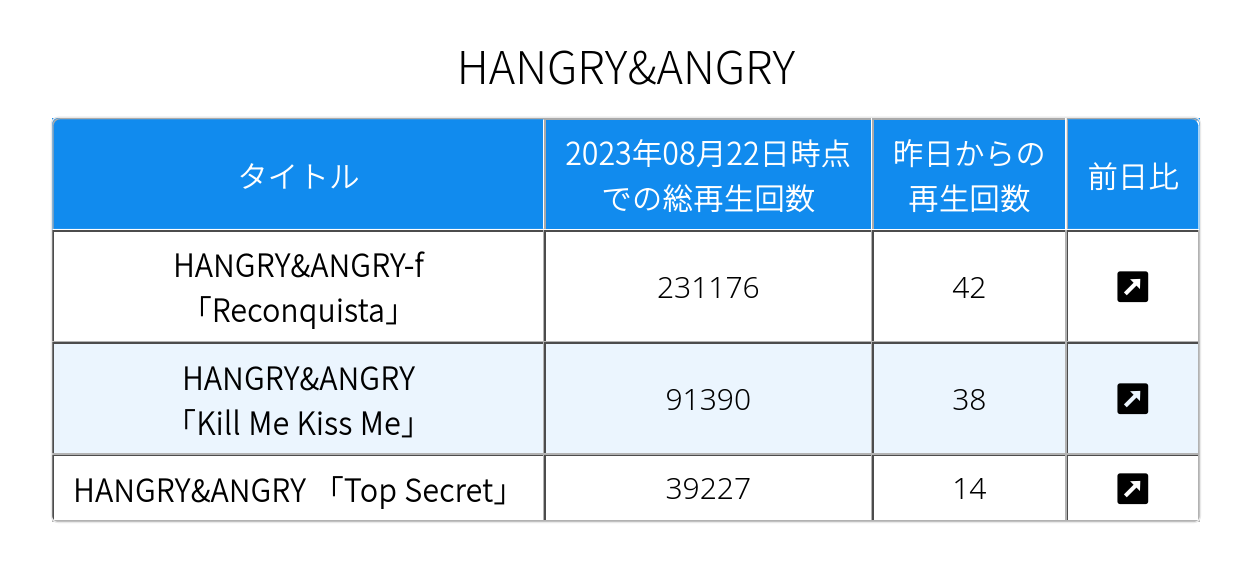 HANGRY&ANGRY
タイトル
2023年08月22日時点
での総再生回数
昨日からの
再生回数
前日比
HANGRY&ANGRY-f
「Reconquista」
231176
42
HANGRY&ANGRY
「Kill Me Kiss Me」
91390
38
HANGRY&ANGRY 「Top Secret」
39227
14